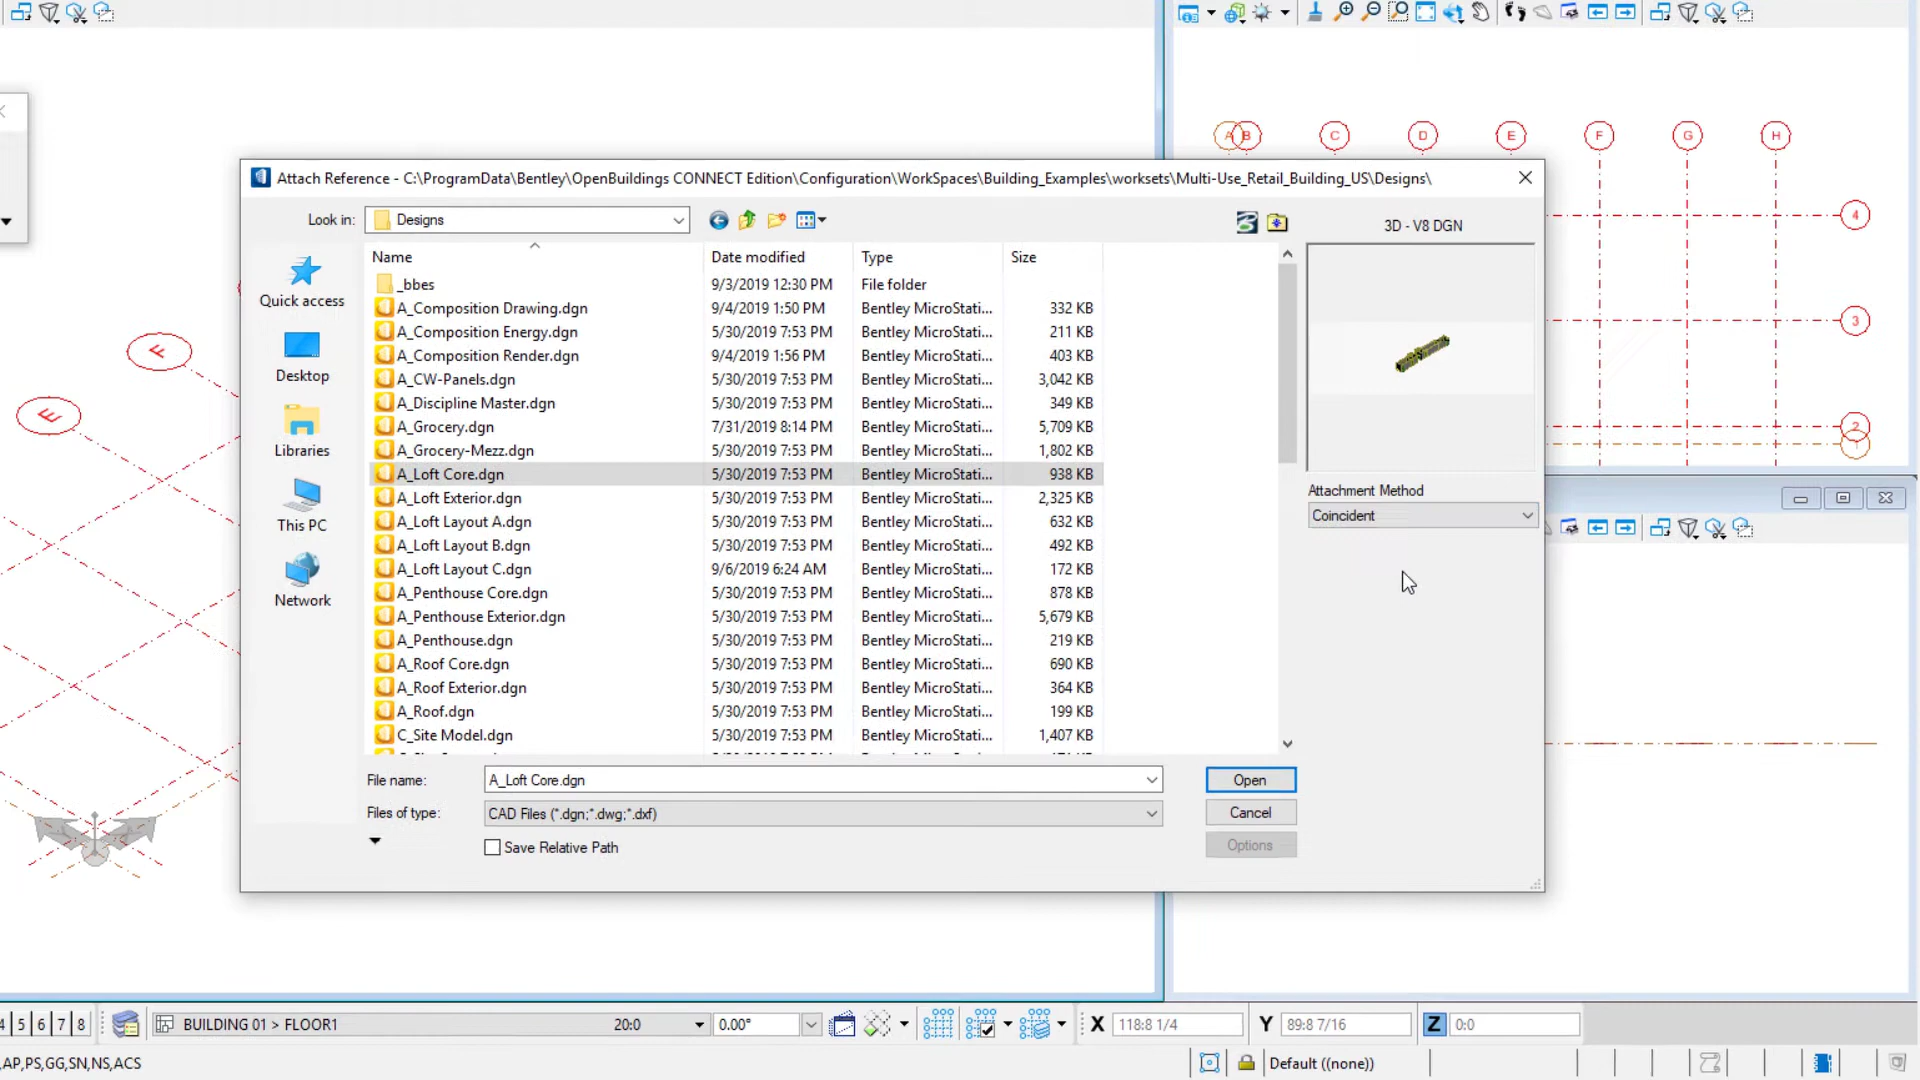 A B C D E F G H
4
3
2
F
E
Attach Reference - C:\ProgramData\Bentley\OpenBuildings CONNECT Edition\Configuration\WorkSpaces\Building_Examples\worksets\Multi-Use_Retail_Building_US\Designs\
Look in: Designs
3D - V8 DGN
Name Date modified Type Size
_bbes 9/3/2019 12:30 PM File folder
A_Composition Drawing.dgn 9/4/2019 1:50 PM Bentley MicroStati... 332 KB
A_Composition Energy.dgn 5/30/2019 7:53 PM Bentley MicroStati... 211 KB
A_Composition Render.dgn 9/4/2019 1:56 PM Bentley MicroStati... 403 KB
A_CW-Panels.dgn 5/30/2019 7:53 PM Bentley MicroStati... 3,042 KB
A_Discipline Master.dgn 5/30/2019 7:53 PM Bentley MicroStati... 349 KB
A_Grocery.dgn 7/31/2019 8:14 PM Bentley MicroStati... 5,709 KB
A_Grocery-Mezz.dgn 5/30/2019 7:53 PM Bentley MicroStati... 1,802 KB
A_Loft Core.dgn 5/30/2019 7:53 PM Bentley MicroStati... 938 KB
A_Loft Exterior.dgn 5/30/2019 7:53 PM Bentley MicroStati... 2,325 KB
A_Loft Layout A.dgn 5/30/2019 7:53 PM Bentley MicroStati... 632 KB
A_Loft Layout B.dgn 5/30/2019 7:53 PM Bentley MicroStati... 492 KB
A_Loft Layout C.dgn 9/6/2019 6:24 AM Bentley MicroStati... 172 KB
A_Penthouse Core.dgn 5/30/2019 7:53 PM Bentley MicroStati... 878 KB
A_Penthouse Exterior.dgn 5/30/2019 7:53 PM Bentley MicroStati... 5,679 KB
A_Penthouse.dgn 5/30/2019 7:53 PM Bentley MicroStati... 219 KB
A_Roof Core.dgn 5/30/2019 7:53 PM Bentley MicroStati... 690 KB
A_Roof Exterior.dgn 5/30/2019 7:53 PM Bentley MicroStati... 364 KB
A_Roof.dgn 5/30/2019 7:53 PM Bentley MicroStati... 199 KB
C_Site Model.dgn 5/30/2019 7:53 PM Bentley MicroStati... 1,407 KB
Quick access
Desktop
Libraries
This PC
Network
Attachment Method
Coincident
File name: A_Loft Core.dgn Open
Files of type: CAD Files (*.dgn;*.dwg;*.dxf) Cancel
Save Relative Path Options
4 5 6 7 8 BUILDING 01 > FLOOR1 20:0 0.00° X 118:8 1/4 Y 89:8 7/16 Z 0:0
,AP,PS,GG,SN,NS,ACS Default ((none))